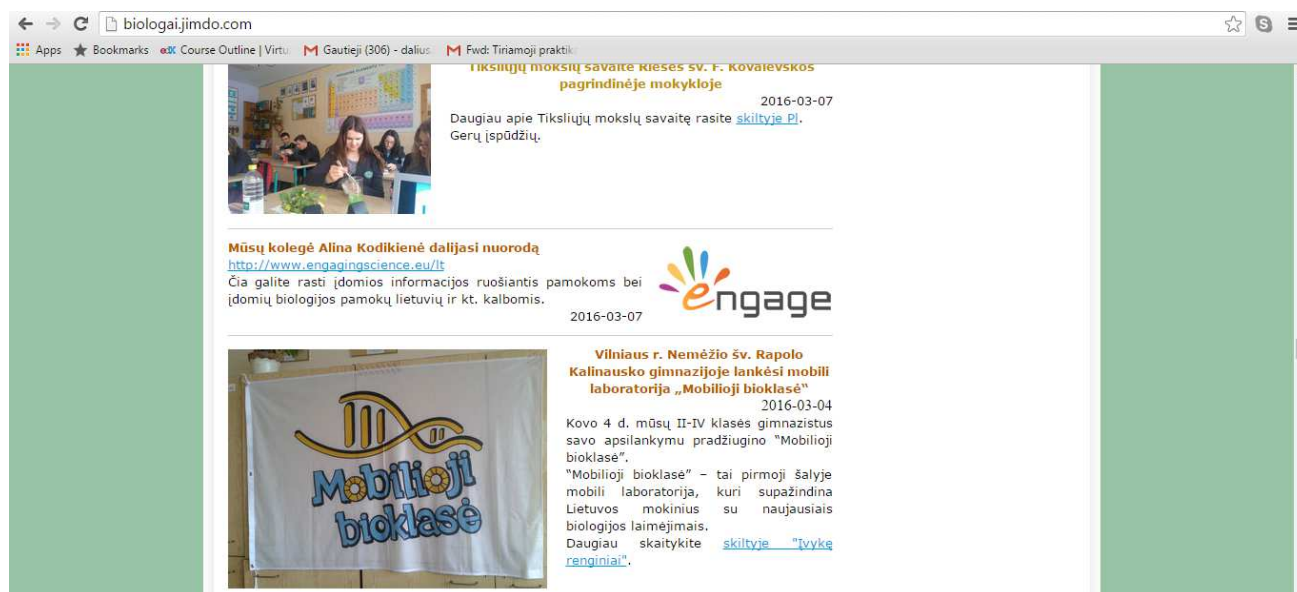 biologai.jimdo.com
Apps Bookmarks edX Course Outline | Virtu Gautieji (306) - dalius. Fwd: Tiriamoji praktik
Tiksliųjų mokslų savaitė Riešės šv. F. Kovalevskos
pagrindinėje mokykloje
2016-03-07
Daugiau apie Tiksliųjų mokslų savaitę rasite skiltyje Pl.
Gerų įspūdžių.
Mūsų kolegė Alina Kodikienė dalijasi nuorodą
http://www.engagingscience.eu/lt
Čia galite rasti įdomios informacijos ruošiantis pamokoms bei
įdomių biologijos pamokų lietuvių ir kt. kalbomis.
2016-03-07
engage
Vilniaus r. Nemėžio šv. Rapolo
Kalinausko gimnazijoje lankėsi mobili
laboratorija „Mobilioji bioklasė“
2016-03-04
Kovo 4 d. mūsų II-IV klasės gimnazistus
savo apsilankymu pradžiugino “Mobilioji
bioklasė”.
“Mobilioji bioklasė” – tai pirmoji šalyje
mobili laboratorija, kuri supažindina
Lietuvos mokinius su naujausiais
biologijos laimėjimais.
Daugiau skaitykite skiltyje "Įvykę
renginiai".
Mobilioji
bioklasė